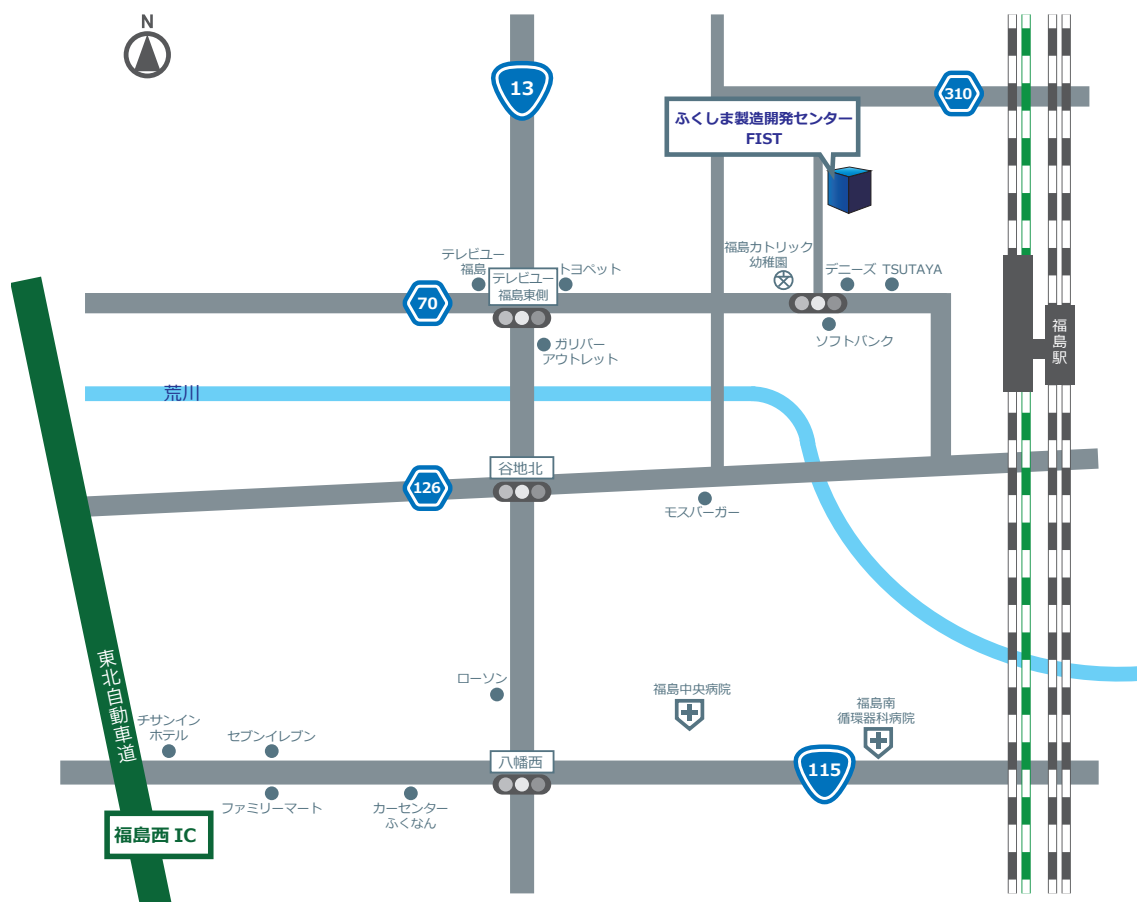 N
13
310
ふくしま製造開発センター
FIST
テレビュー
福島
テレビュー
福島東側
トヨペット
福島カトリック
幼稚園
デニーズ
TSUTAYA
70
ソフトバンク
ガリバー
アウトレット
福島駅
荒川
谷地北
126
モスバーガー
東北自動車道
ローソン
福島中央病院
福島南
循環器科病院
チサンイン
ホテル
セブンイレブン
八幡西
115
ファミリーマート
カーセンター
ふくなん
福島西 IC